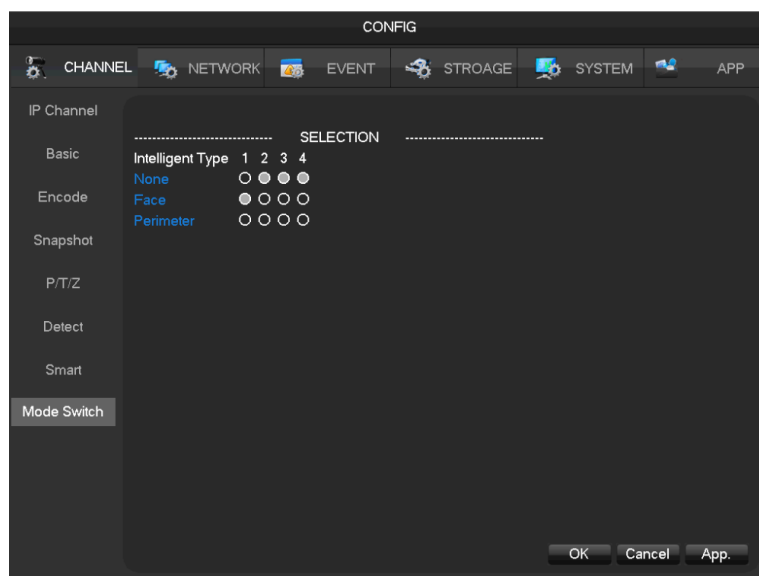 CONFIG
CHANNEL NETWORK EVENT STROAGE SYSTEM APP
IP Channel
Basic
Encode
Snapshot
P/T/Z
Detect
Smart
Mode Switch
------------------------------- SELECTION -------------------------------
Intelligent Type 1 2 3 4
None
Face
Perimeter
OK Cancel App.